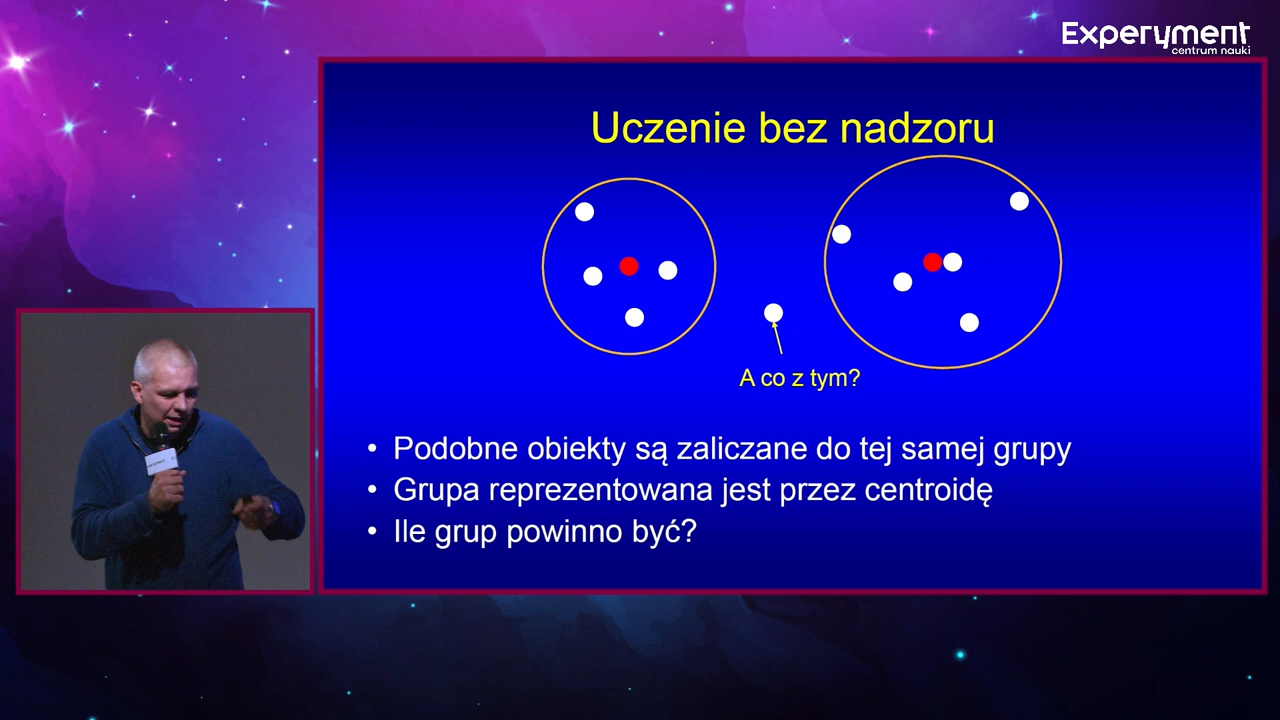 Experyment
centrum nauki
Uczenie bez nadzoru
A co z tym?
• Podobne obiekty są zaliczane do tej samej grupy
• Grupa reprezentowana jest przez centroidę
• Ile grup powinno być?